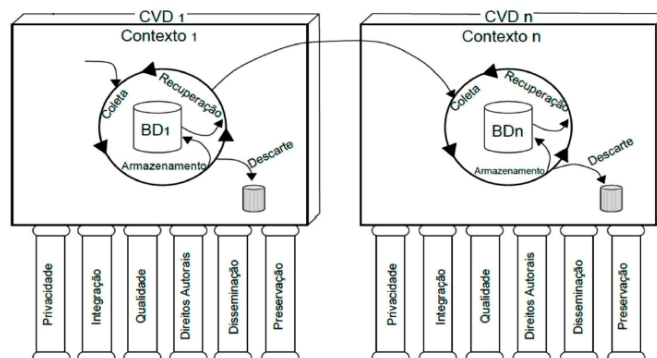 CVD 1
Contexto 1
Coleta
Recuperação
BD1
Armazenamento
Descarte
Privacidade
Integração
Qualidade
Direitos Autorais
Disseminação
Preservação
CVD n
Contexto n
Coleta
Recuperação
BDn
Armazenamento
Descarte
Privacidade
Integração
Qualidade
Direitos Autorais
Disseminação
Preservação